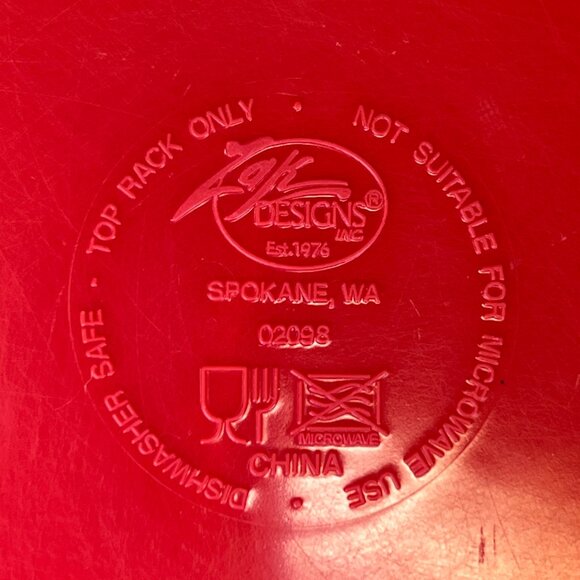 DISHWASHER SAFE · TOP RACK ONLY · NOT SUITABLE FOR MICROWAVE USE ·
Zak
DESIGNS®
INC
Est.1976
SPOKANE, WA
02098
MICROWAVE
CHINA